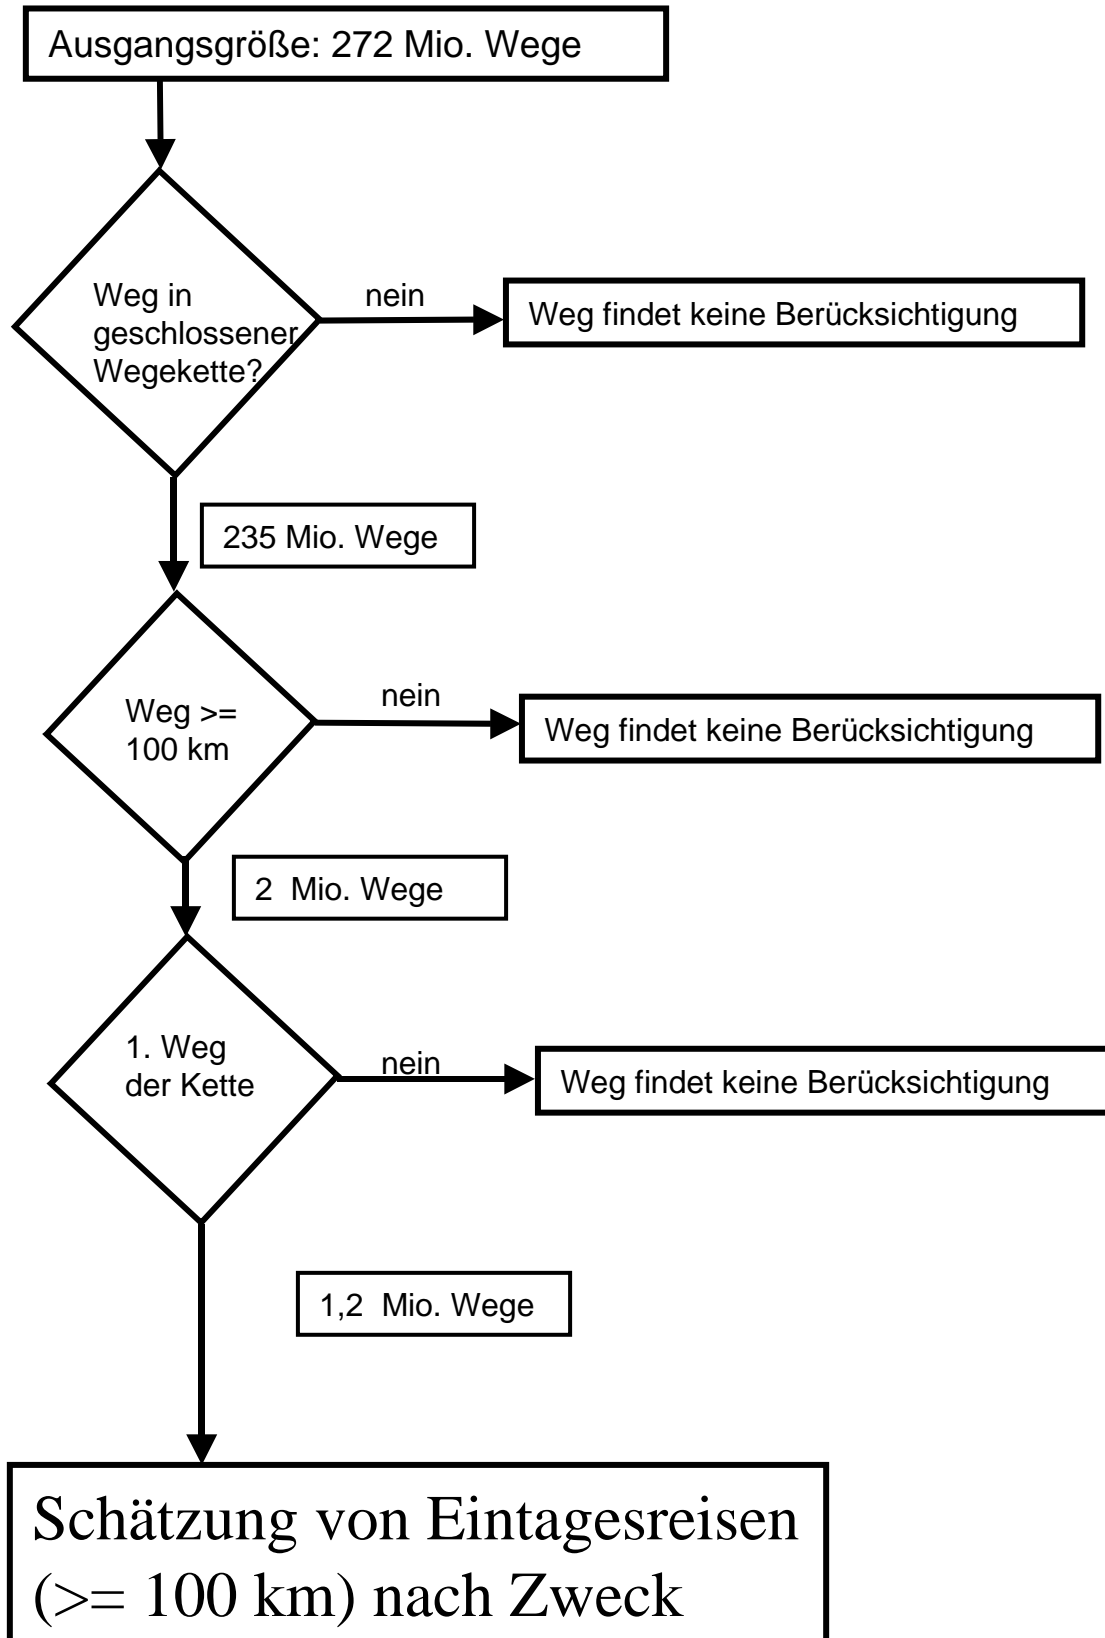 Ausgangsgröße: 272 Mio. Wege
Weg in
geschlossener
Wegekette?
nein
Weg findet keine Berücksichtigung
235 Mio. Wege
Weg >=
100 km
nein
Weg findet keine Berücksichtigung
2 Mio. Wege
1. Weg
der Kette
nein
Weg findet keine Berücksichtigung
1,2 Mio. Wege
Schätzung von Eintagesreisen
(>= 100 km) nach Zweck